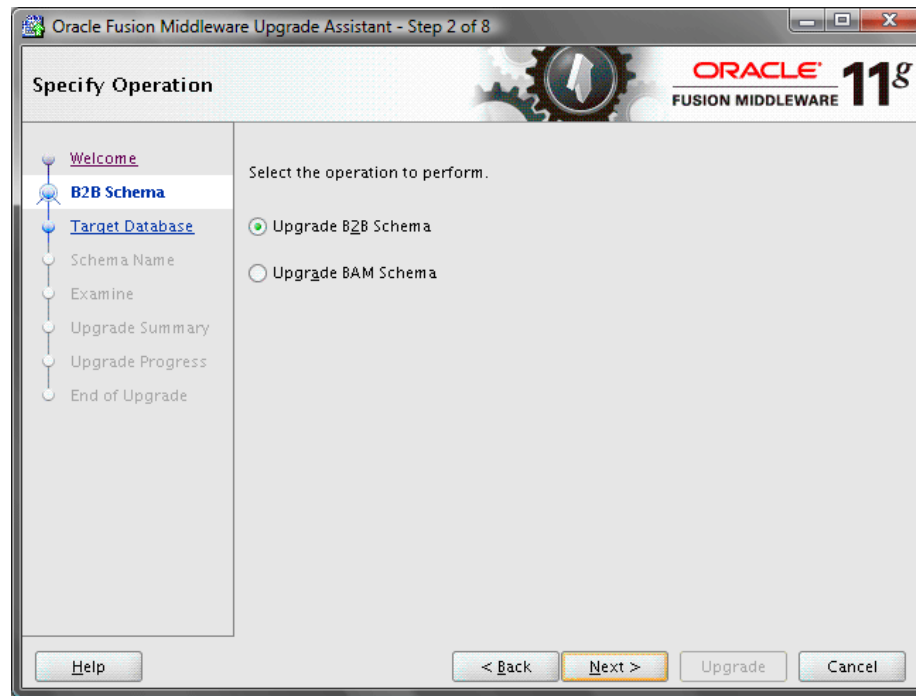 Oracle Fusion Middleware Upgrade Assistant - Step 2 of 8
Specify Operation
ORACLE
FUSION MIDDLEWARE
11g
Welcome
B2B Schema
Target Database
Schema Name
Examine
Upgrade Summary
Upgrade Progress
End of Upgrade
Select the operation to perform.
Upgrade B2B Schema
Upgrade BAM Schema
Help
< Back
Next >
Upgrade
Cancel